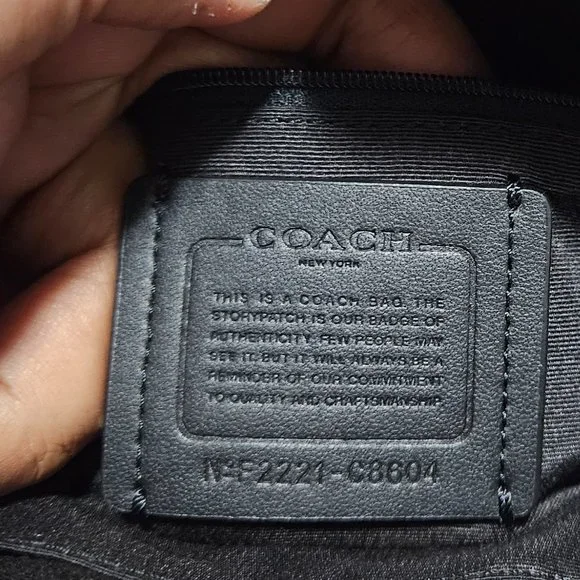 COACH
NEW YORK
THIS IS A COACH BAG. THE
STORYPATCH IS OUR BADGE OF
AUTHENTICITY. FEW PEOPLE MAY
SEE IT. BUT IT WILL ALWAYS BE A
REMINDER OF OUR COMMITMENT
TO QUALITY AND CRAFTSMANSHIP.
Nº F2221-C8604